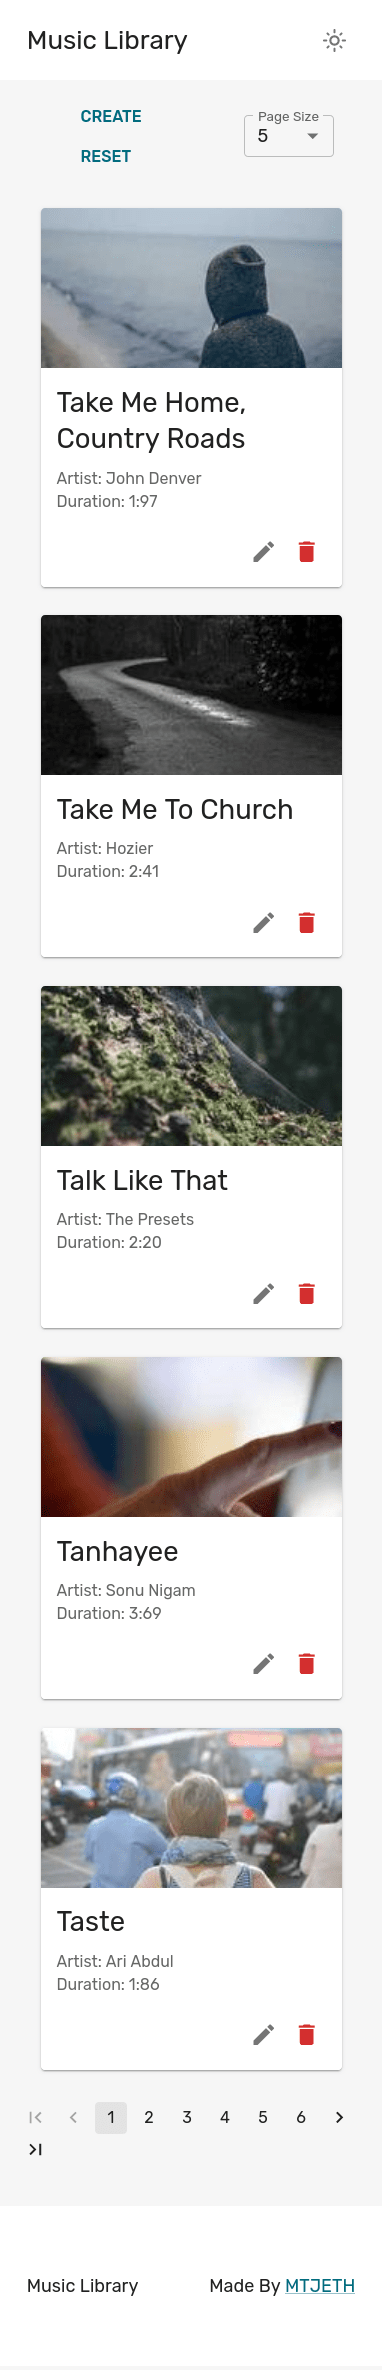 Music Library
CREATE
RESET
Page Size
5
Take Me Home,
Country Roads
Artist: John Denver
Duration: 1:97
Take Me To Church
Artist: Hozier
Duration: 2:41
Talk Like That
Artist: The Presets
Duration: 2:20
Tanhayee
Artist: Sonu Nigam
Duration: 3:69
Taste
Artist: Ari Abdul
Duration: 1:86
1 2 3 4 5 6
Music Library
Made By MTJETH